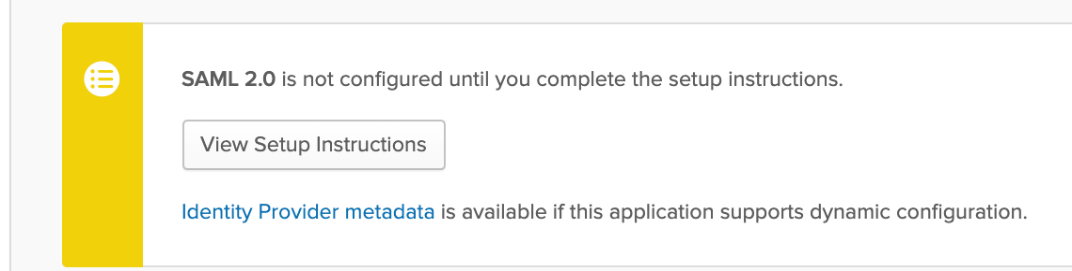 SAML 2.0 is not configured until you complete the setup instructions.
View Setup Instructions
Identity Provider metadata is available if this application supports dynamic configuration.